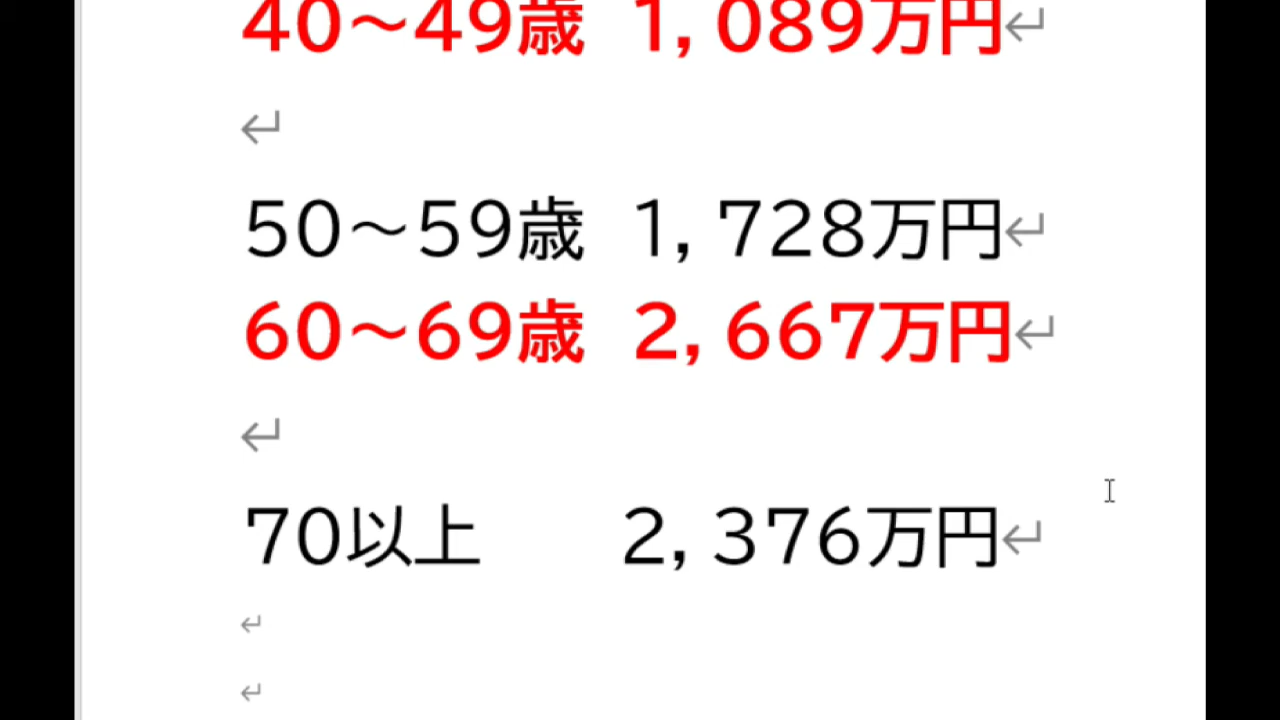 40～49歳 1,089万円↵
↵
50～59歳 1,728万円↵
60～69歳 2,667万円↵
↵
70以上 2,376万円↵
↵
↵